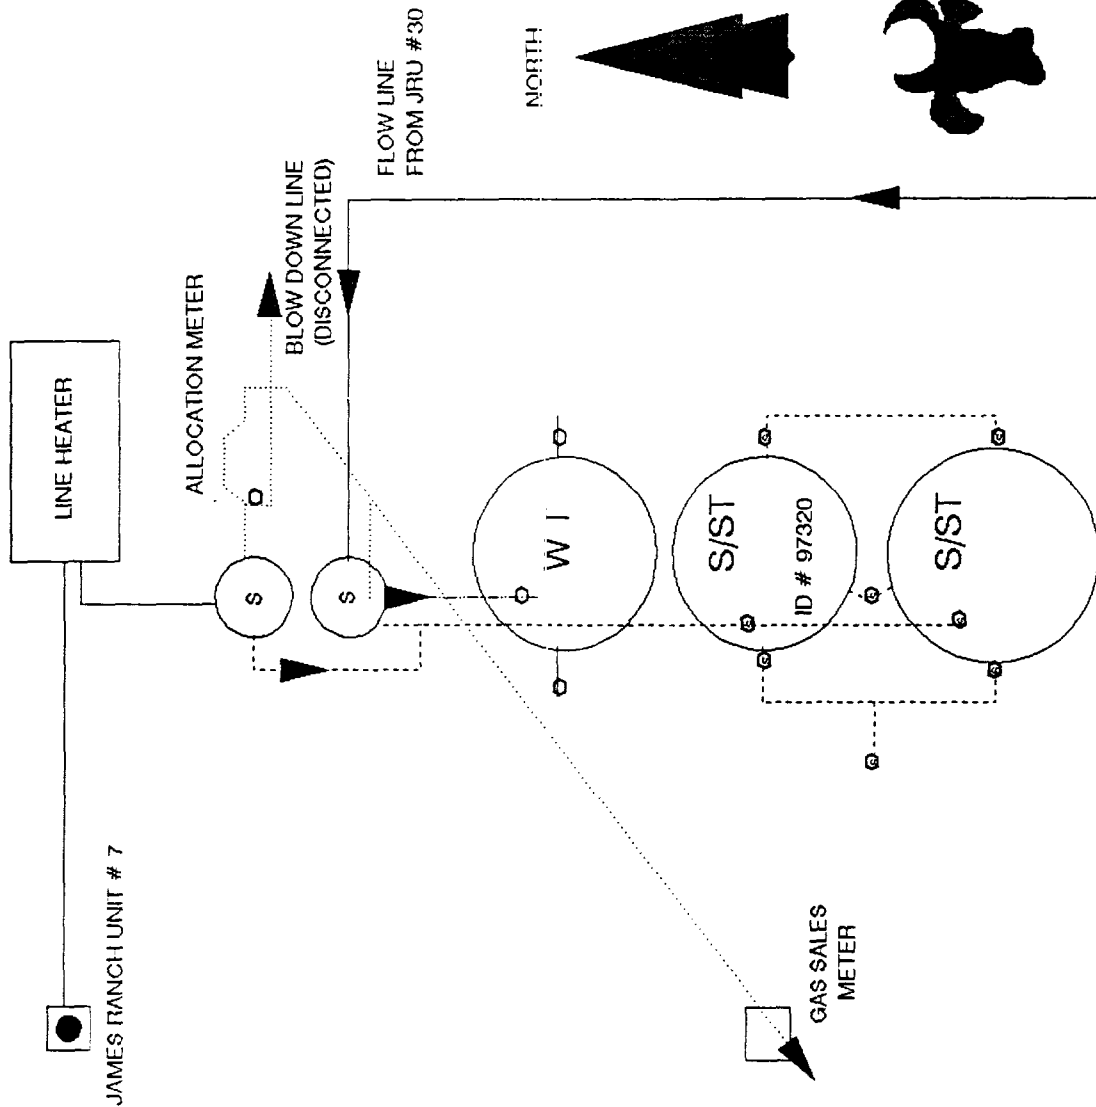 JAMES RANCH UNIT # 7
LINE HEATER
ALLOCATION METER
BLOW DOWN LINE
(DISCONNECTED)
FLOW LINE
FROM JRU #30
NORTH
S
S
W T
S/ST
ID # 97320
S/ST
S
S
S
S
S
S
S
S
GAS SALES
METER